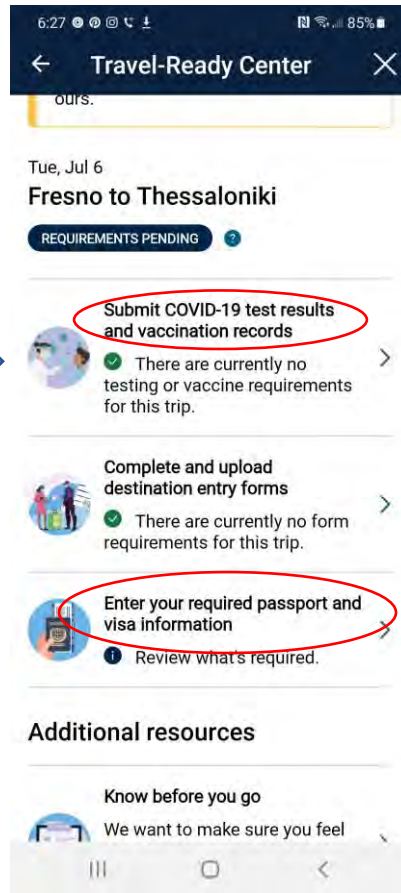 6:27 85%
Travel-Ready Center
ours.
Tue, Jul 6
Fresno to Thessaloniki
REQUIREMENTS PENDING ?
Submit COVID-19 test results
and vaccination records
There are currently no
testing or vaccine requirements
for this trip.
Complete and upload
destination entry forms
There are currently no form
requirements for this trip.
Enter your required passport and
visa information
Review what's required.
Additional resources
Know before you go
We want to make sure you feel